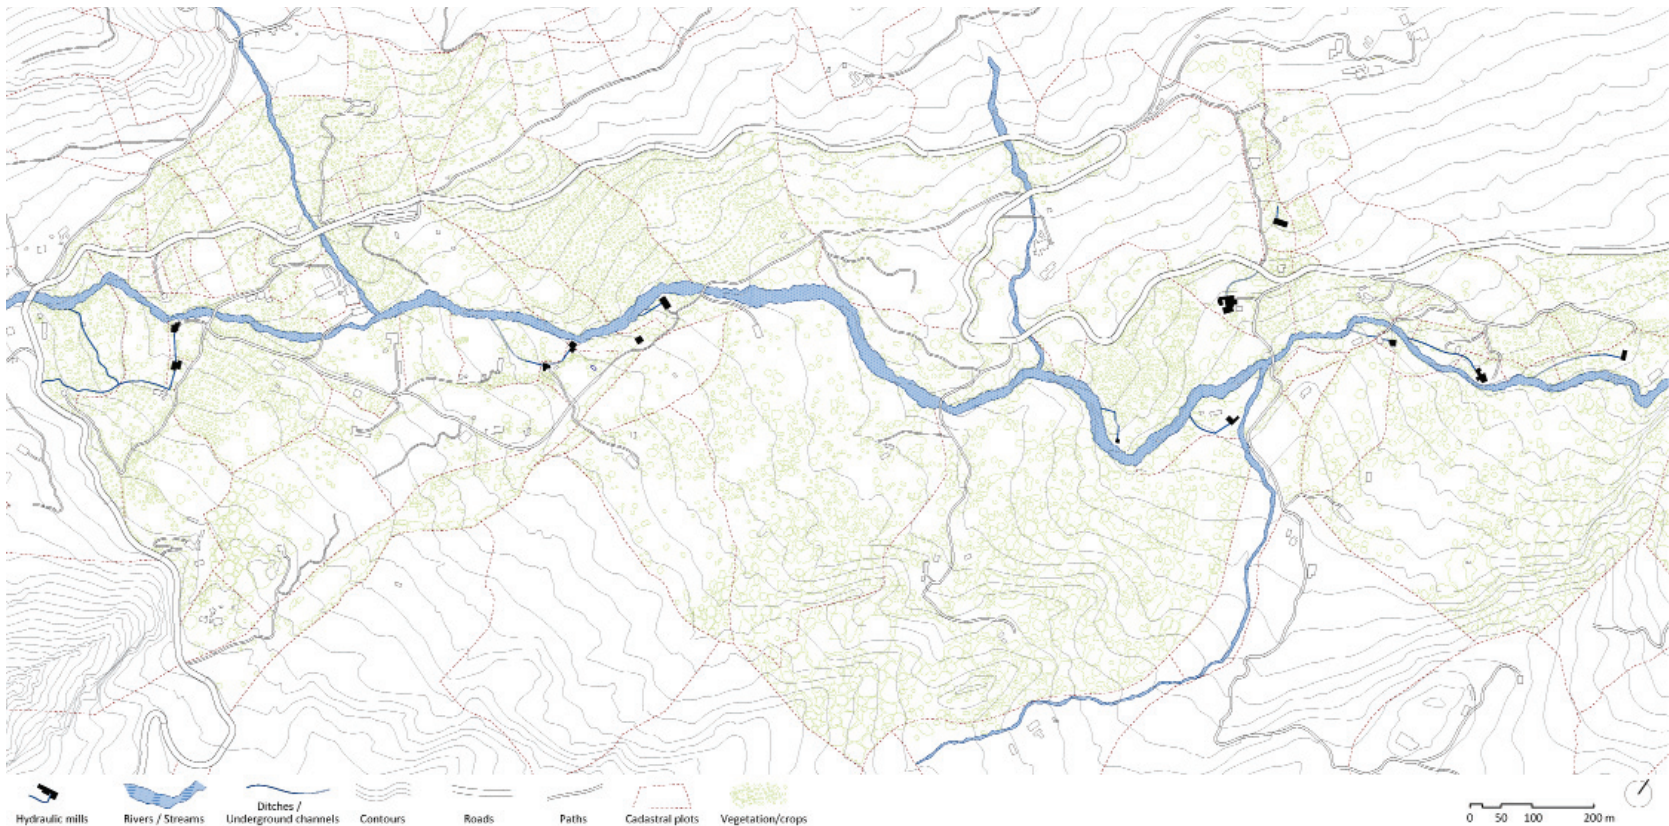 Hydraulic mills
Rivers / Streams
Ditches /
Underground channels
Contours
Roads
Paths
Cadastral plots
Vegetation/crops
0 50 100 200 m